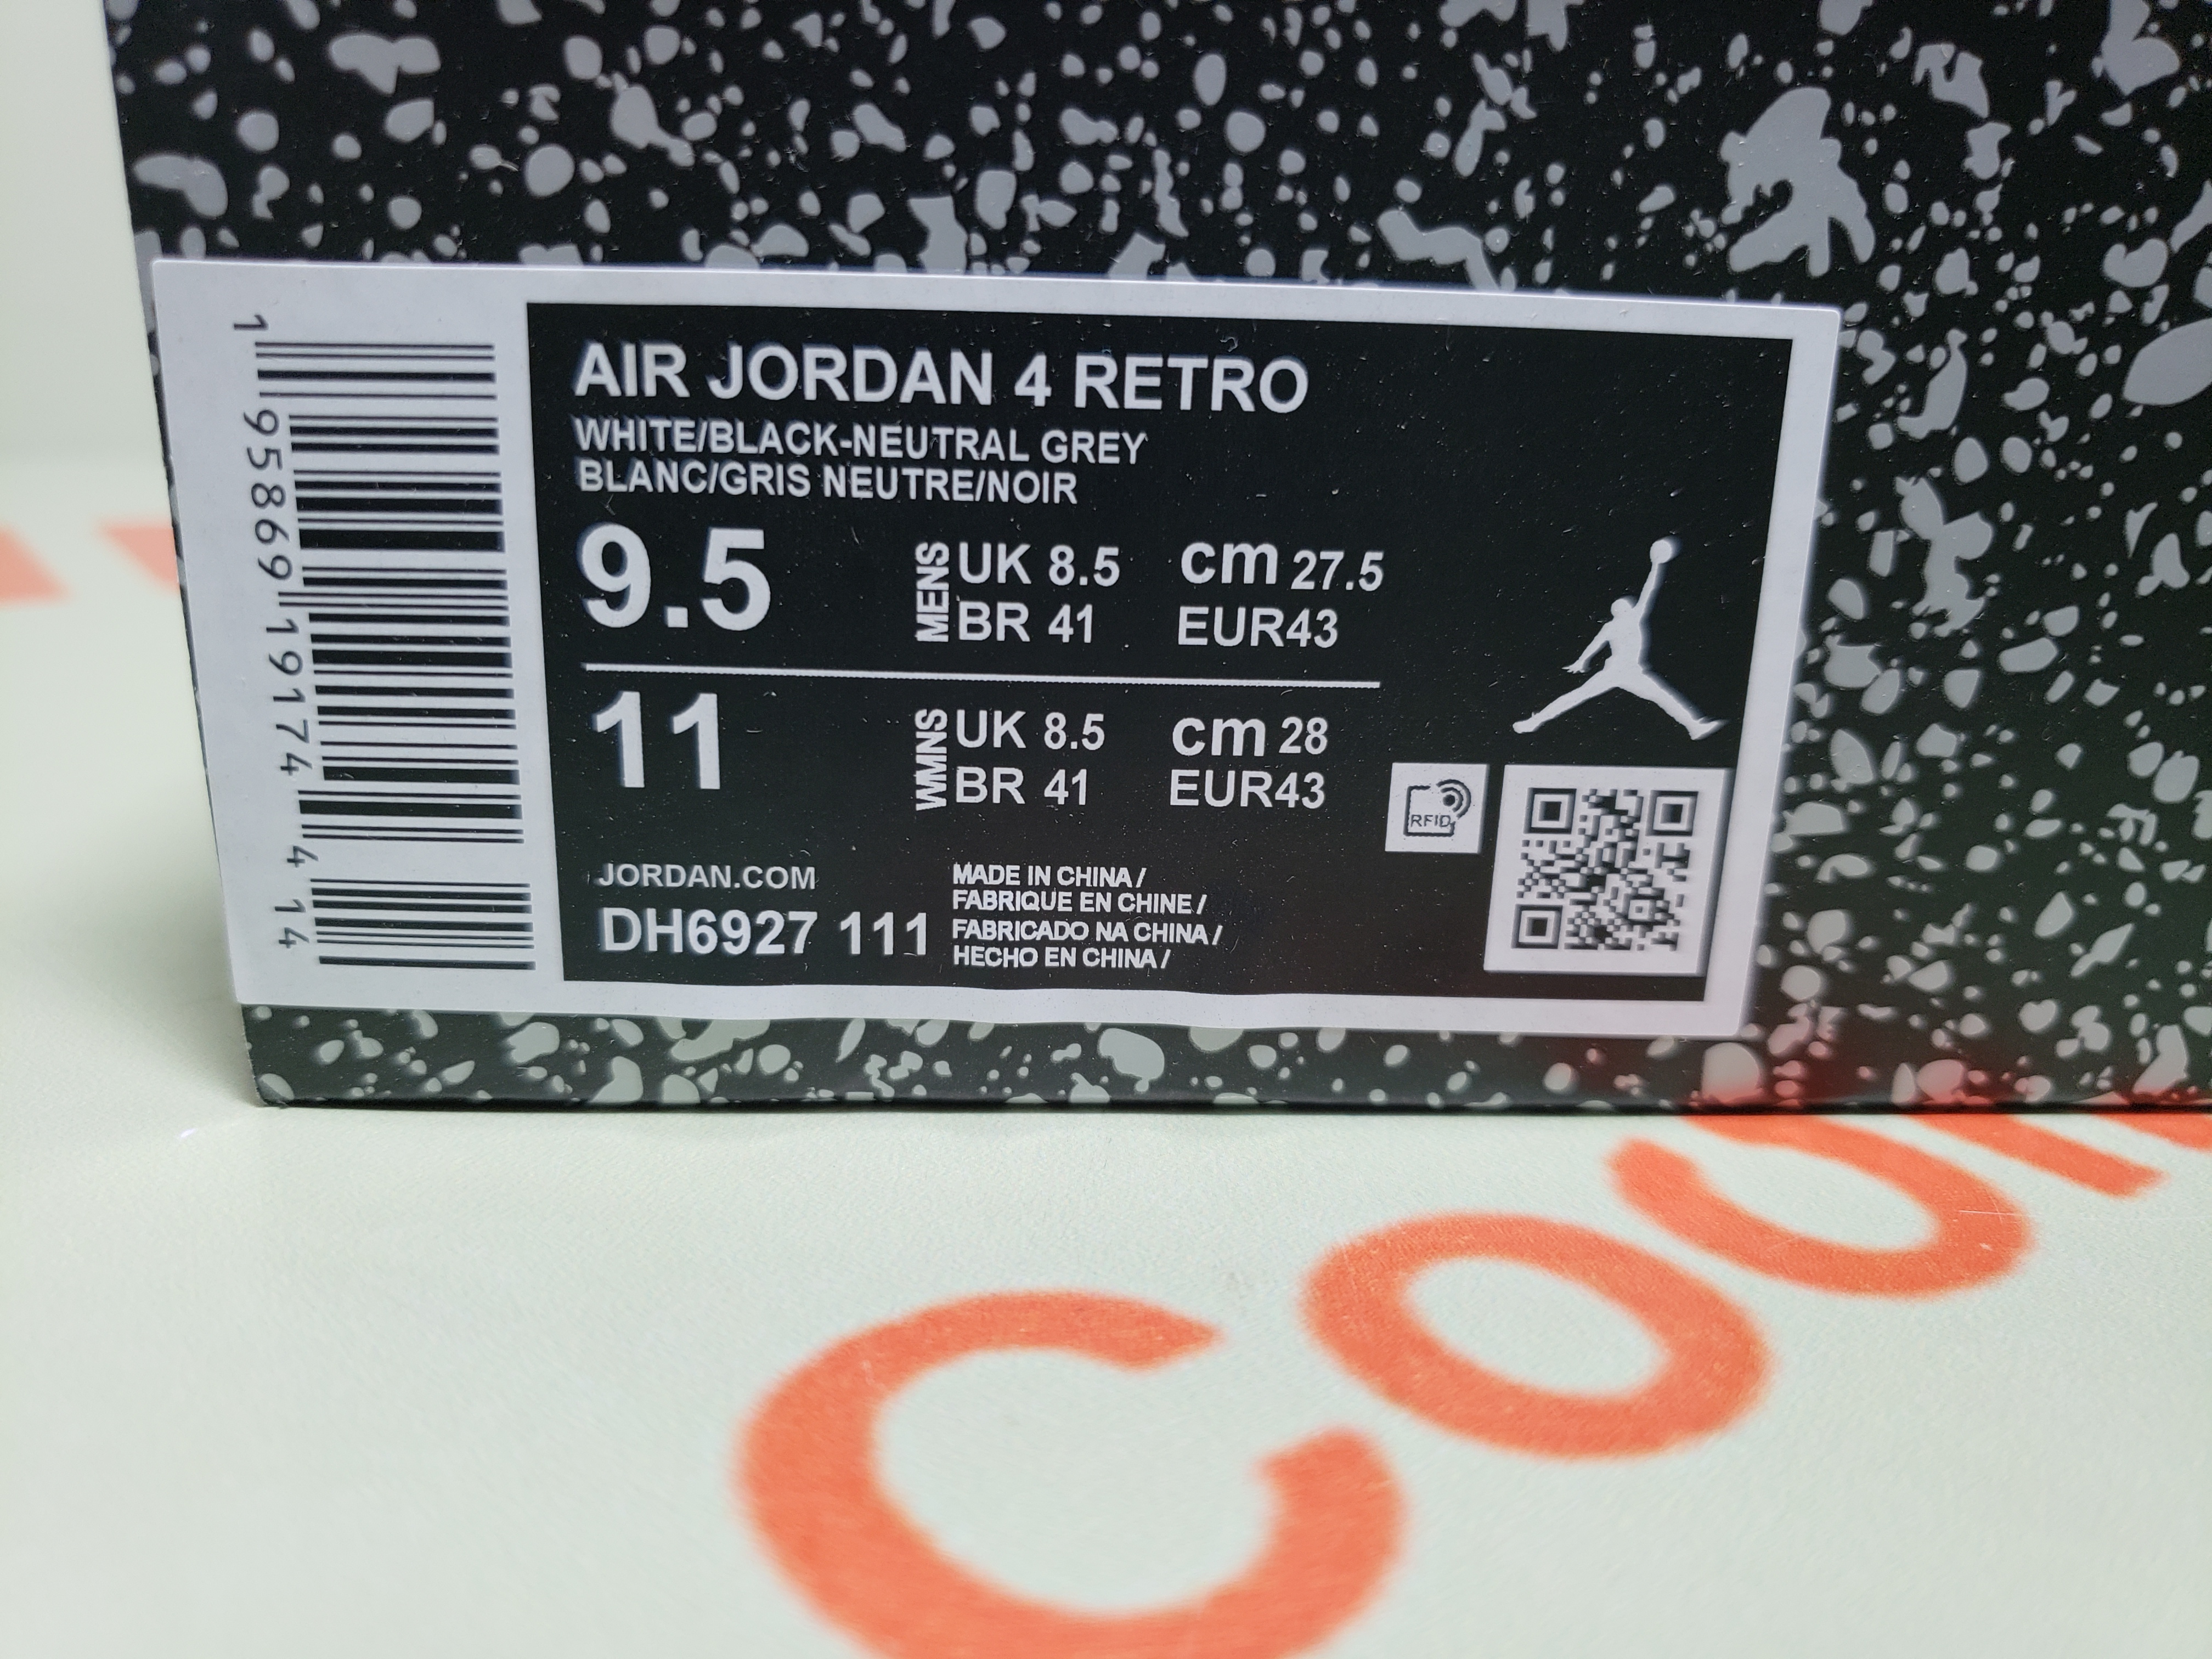 AIR JORDAN 4 RETRO
WHITE/BLACK-NEUTRAL GREY
BLANC/GRIS NEUTRE/NOIR
9.5 MENS UK 8.5 cm 27.5
BR 41 EUR43
11 WMNS UK 8.5 cm 28
BR 41 EUR43
RFID
JORDAN.COM
DH6927 111
MADE IN CHINA /
FABRIQUE EN CHINE /
FABRICADO NA CHINA /
HECHO EN CHINA /
1 95869 19174 4 14